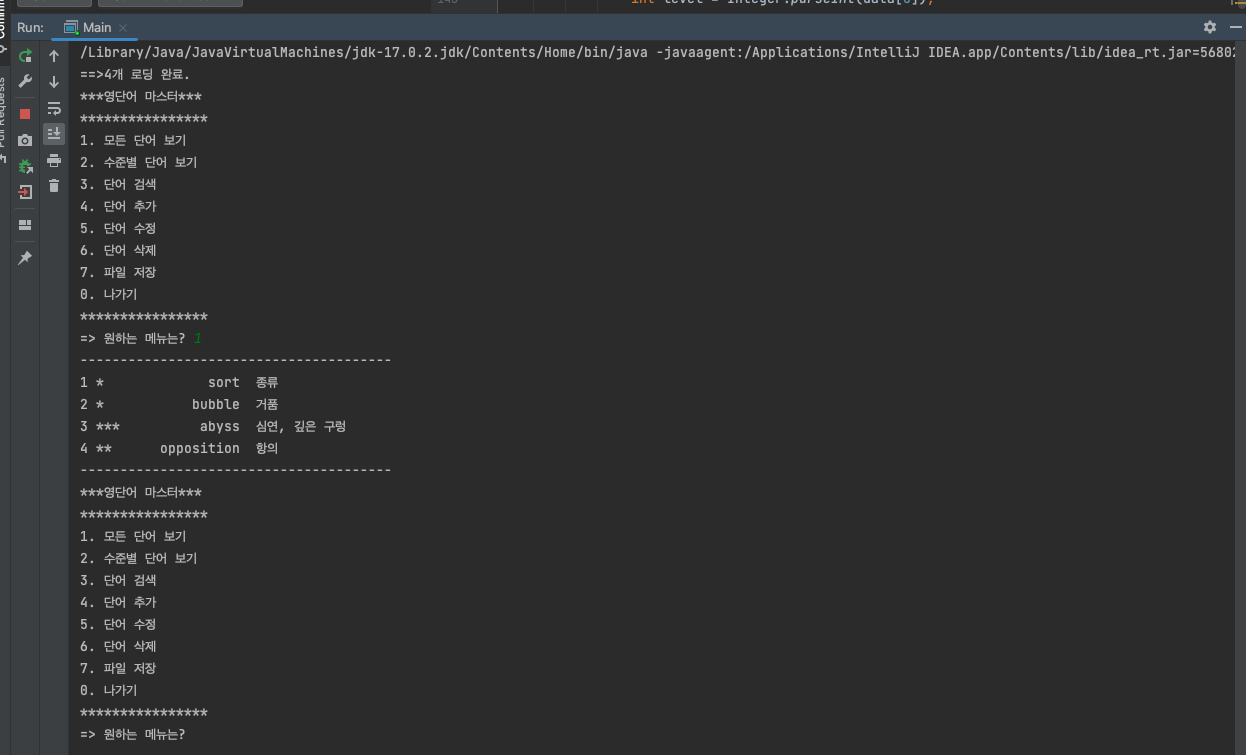 int level = Integer.parseInt(data[0]);
Run: Main
/Library/Java/JavaVirtualMachines/jdk-17.0.2.jdk/Contents/Home/bin/java -javaagent:/Applications/IntelliJ IDEA.app/Contents/lib/idea_rt.jar=56802
==>4개 로딩 완료.
***영단어 마스터***
****************
1. 모든 단어 보기
2. 수준별 단어 보기
3. 단어 검색
4. 단어 추가
5. 단어 수정
6. 단어 삭제
7. 파일 저장
0. 나가기
****************
=> 원하는 메뉴는? 1
---------------------------------------
1 * sort 종류
2 * bubble 거품
3 *** abyss 심연, 깊은 구렁
4 ** opposition 항의
---------------------------------------
***영단어 마스터***
****************
1. 모든 단어 보기
2. 수준별 단어 보기
3. 단어 검색
4. 단어 추가
5. 단어 수정
6. 단어 삭제
7. 파일 저장
0. 나가기
****************
=> 원하는 메뉴는?
Pull Requests